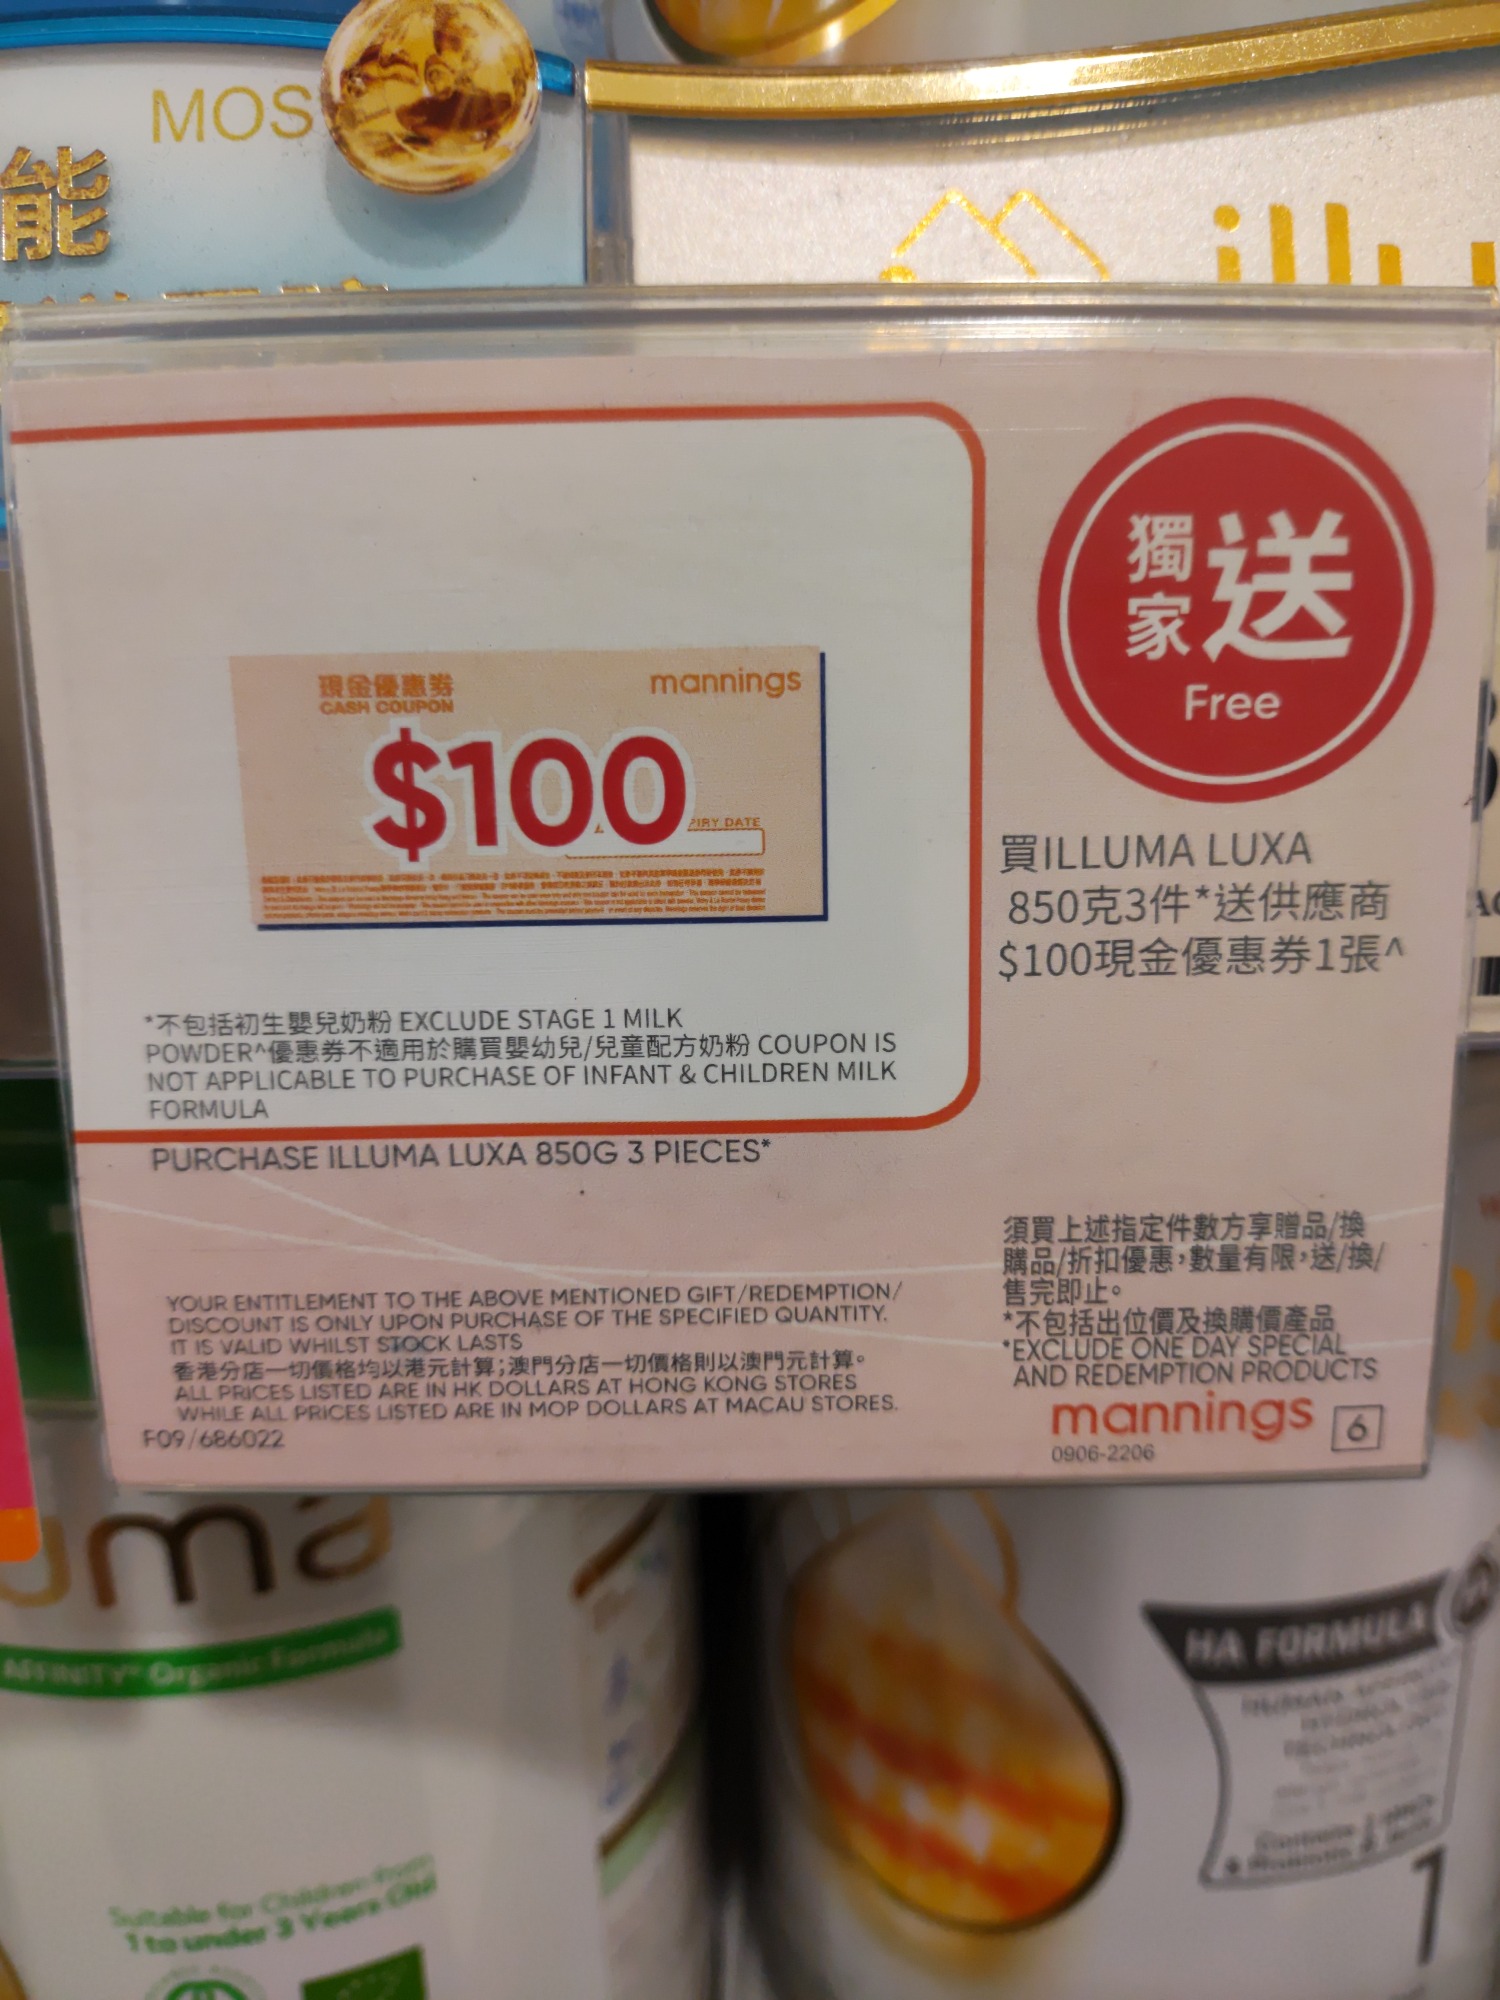 MOS
能
illu
獨家送
Free
現金優惠券
CASH COUPON
mannings
$100
PIRY DATE
買ILLUMA LUXA
850克3件*送供應商
$100現金優惠券1張^
*不包括初生嬰兒奶粉 EXCLUDE STAGE 1 MILK
POWDER^優惠券不適用於購買嬰幼兒/兒童配方奶粉 COUPON IS
NOT APPLICABLE TO PURCHASE OF INFANT & CHILDREN MILK
FORMULA
PURCHASE ILLUMA LUXA 850G 3 PIECES*
YOUR ENTITLEMENT TO THE ABOVE MENTIONED GIFT/REDEMPTION/
DISCOUNT IS ONLY UPON PURCHASE OF THE SPECIFIED QUANTITY.
IT IS VALID WHILST STOCK LASTS
香港分店一切價格均以港元計算;澳門分店一切價格則以澳門元計算。
ALL PRICES LISTED ARE IN HK DOLLARS AT HONG KONG STORES
WHILE ALL PRICES LISTED ARE IN MOP DOLLARS AT MACAU STORES.
F09/686022
須買上述指定件數方享贈品/換
購品/折扣優惠,數量有限,送/換/
售完即止。
*不包括出位價及換購價產品
*EXCLUDE ONE DAY SPECIAL
AND REDEMPTION PRODUCTS
mannings 6
0906-2206
uma
AFFINITY Organic Formula
Suitable for Children From
1 to under 3 Years Old
HA FORMULA
1